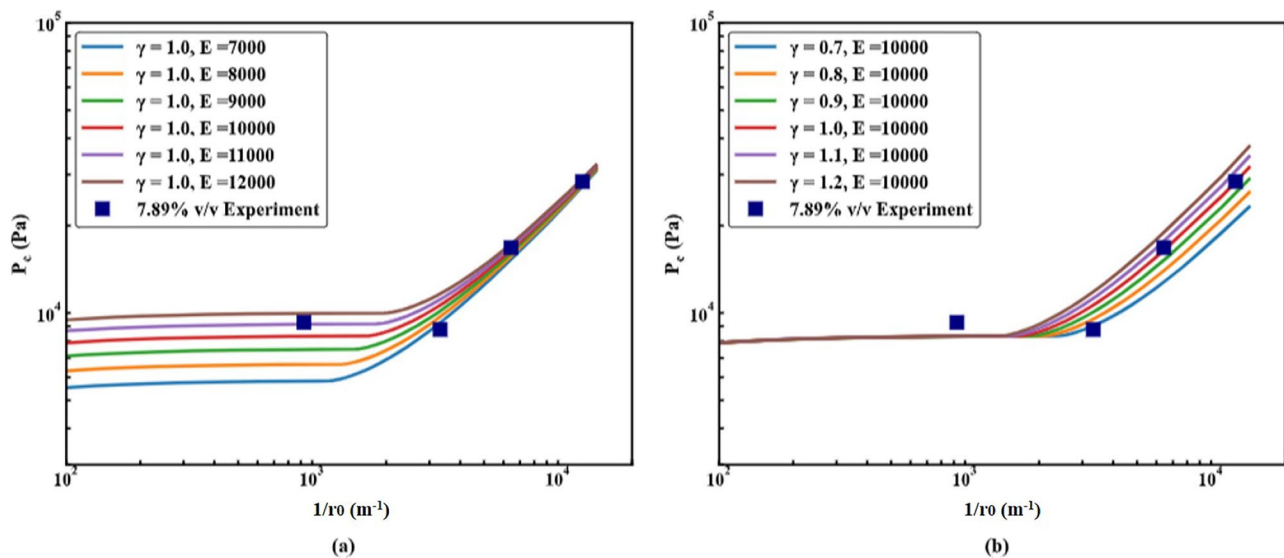 10⁵
γ = 1.0, E =7000
γ = 1.0, E =8000
γ = 1.0, E =9000
γ = 1.0, E =10000
γ = 1.0, E =11000
γ = 1.0, E =12000
7.89% v/v Experiment
P_c (Pa)
10⁴
10² 10³ 10⁴
1/r0 (m⁻¹)
(a)
10⁵
γ = 0.7, E =10000
γ = 0.8, E =10000
γ = 0.9, E =10000
γ = 1.0, E =10000
γ = 1.1, E =10000
γ = 1.2, E =10000
7.89% v/v Experiment
P_c (Pa)
10⁴
10² 10³ 10⁴
1/r0 (m⁻¹)
(b)